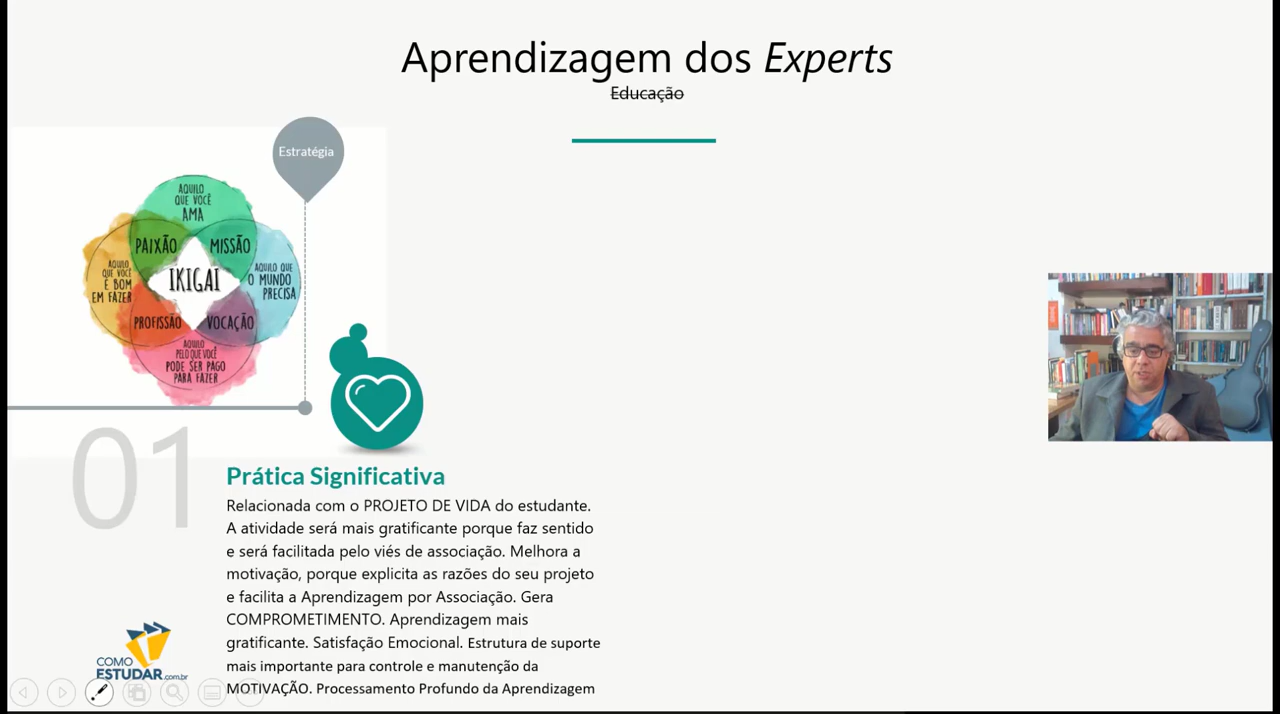 Aprendizagem dos Experts
Educação
Estratégia
AQUILO
QUE VOCÊ
AMA
PAIXÃO
MISSÃO
AQUILO
QUE VOCÊ
É BOM
EM FAZER
IKIGAI
AQUILO QUE
O MUNDO
PRECISA
PROFISSÃO
VOCAÇÃO
AQUILO
PELO QUE VOCÊ
PODE SER PAGO
PARA FAZER
01
Prática Significativa
Relacionada com o PROJETO DE VIDA do estudante.
A atividade será mais gratificante porque faz sentido
e será facilitada pelo viés de associação. Melhora a
motivação, porque explicita as razões do seu projeto
e facilita a Aprendizagem por Associação. Gera
COMPROMETIMENTO. Aprendizagem mais
gratificante. Satisfação Emocional. Estrutura de suporte
mais importante para controle e manutenção da
MOTIVAÇÃO. Processamento Profundo da Aprendizagem
COMO
ESTUDAR.com.br